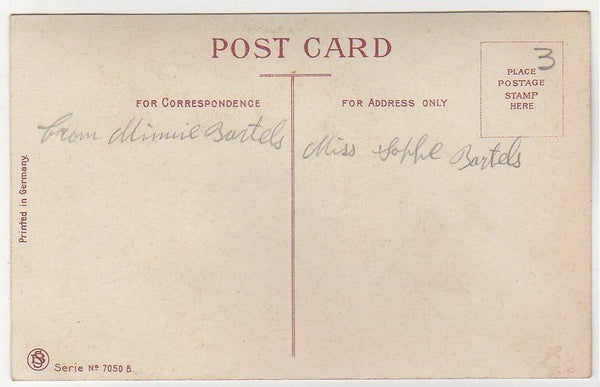 POST CARD
3
PLACE
POSTAGE
STAMP
HERE
FOR CORRESPONDENCE
FOR ADDRESS ONLY
From Minnie Bartels
Miss Sophe Bartels
Printed in Germany.
Serie Nº 7050 B